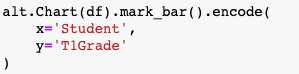 alt.Chart(df).mark_bar().encode(
    x='Student',
    y='T1Grade'
)